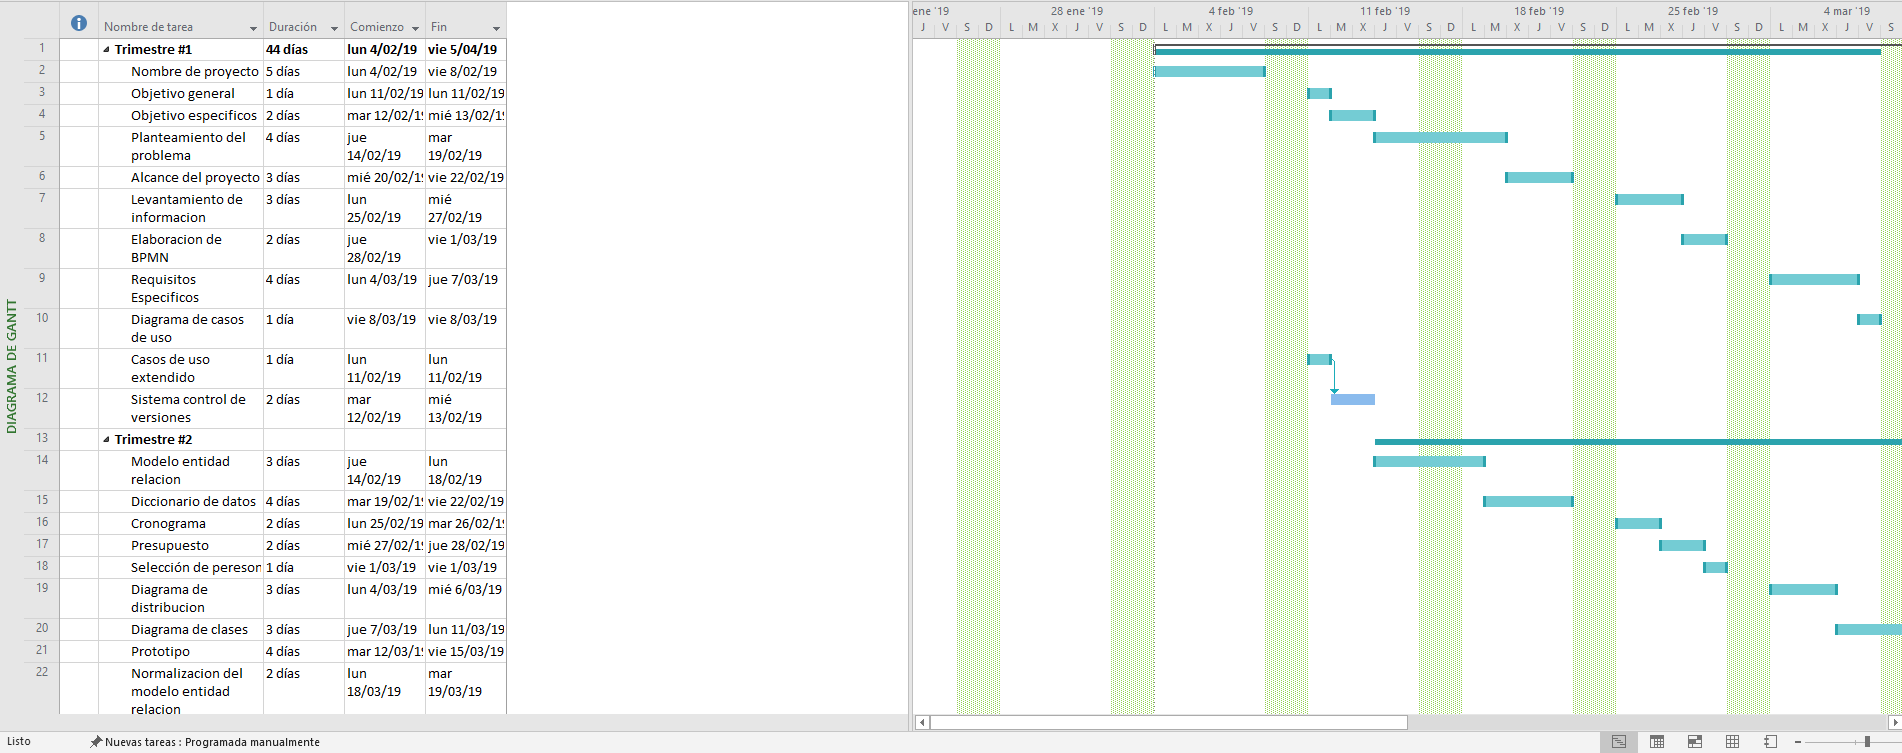 ene '19 28 ene '19 4 feb '19 11 feb '19 18 feb '19 25 feb '19 4 mar '19
Nombre de tarea Duración Comienzo Fin J V S D L M X J V S D L M X J V S D L M X J V S D L M X J V S D L M X J V S D L M X J V S
1 Trimestre #1 44 días lun 4/02/19 vie 5/04/19
2 Nombre de proyecto 5 días lun 4/02/19 vie 8/02/19
3 Objetivo general 1 día lun 11/02/19 lun 11/02/19
4 Objetivo especificos 2 días mar 12/02/1 mié 13/02/1
5 Planteamiento del 4 días jue mar
problema 14/02/19 19/02/19
6 Alcance del proyecto 3 días mié 20/02/1 vie 22/02/19
7 Levantamiento de 3 días lun mié
informacion 25/02/19 27/02/19
8 Elaboracion de 2 días jue vie 1/03/19
BPMN 28/02/19
9 Requisitos 4 días lun 4/03/19 jue 7/03/19
Especificos
10 Diagrama de casos 1 día vie 8/03/19 vie 8/03/19
de uso
11 Casos de uso 1 día lun lun
extendido 11/02/19 11/02/19
12 Sistema control de 2 días mar mié
versiones 12/02/19 13/02/19
13 Trimestre #2
14 Modelo entidad 3 días jue lun
relacion 14/02/19 18/02/19
15 Diccionario de datos 4 días mar 19/02/1 vie 22/02/19
16 Cronograma 2 días lun 25/02/19 mar 26/02/1
17 Presupuesto 2 días mié 27/02/1 jue 28/02/19
18 Selección de pereson 1 día vie 1/03/19 vie 1/03/19
19 Diagrama de 3 días lun 4/03/19 mié 6/03/19
distribucion
20 Diagrama de clases 3 días jue 7/03/19 lun 11/03/19
21 Prototipo 4 días mar 12/03/1 vie 15/03/19
22 Normalizacion del 2 días lun mar
modelo entidad 18/03/19 19/03/19
relacion
DIAGRAMA DE GANTT
Listo Nuevas tareas : Programada manualmente